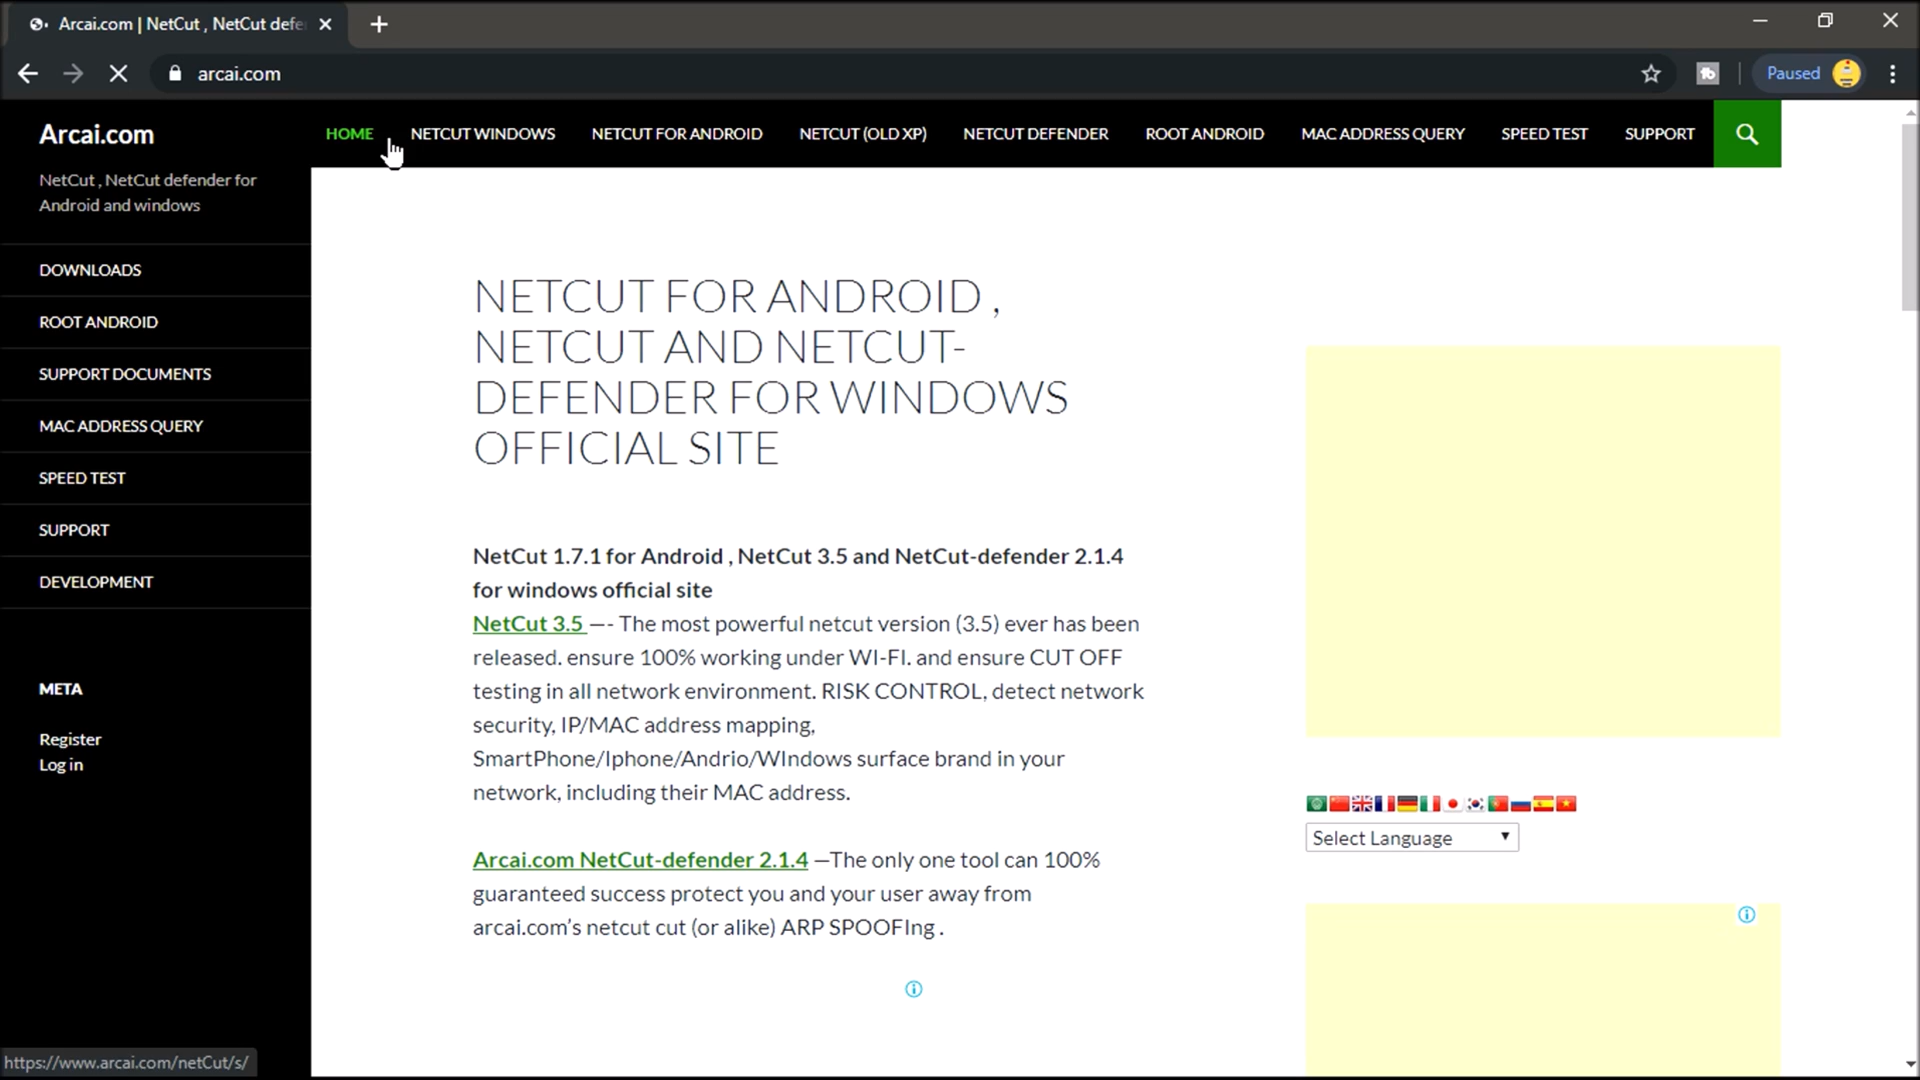 Arcai.com | NetCut , NetCut defe
arcai.com
Paused
Arcai.com
HOME
NETCUT WINDOWS
NETCUT FOR ANDROID
NETCUT (OLD XP)
NETCUT DEFENDER
ROOT ANDROID
MAC ADDRESS QUERY
SPEED TEST
SUPPORT
NetCut , NetCut defender for
Android and windows
DOWNLOADS
ROOT ANDROID
SUPPORT DOCUMENTS
MAC ADDRESS QUERY
SPEED TEST
SUPPORT
DEVELOPMENT
META
Register
Log in
NETCUT FOR ANDROID ,
NETCUT AND NETCUT-
DEFENDER FOR WINDOWS
OFFICIAL SITE
NetCut 1.7.1 for Android , NetCut 3.5 and NetCut-defender 2.1.4
for windows official site
NetCut 3.5 —- The most powerful netcut version (3.5) ever has been
released. ensure 100% working under WI-FI. and ensure CUT OFF
testing in all network environment. RISK CONTROL, detect network
security, IP/MAC address mapping,
SmartPhone/Iphone/Andrio/WIndows surface brand in your
network, including their MAC address.
Arcai.com NetCut-defender 2.1.4 —The only one tool can 100%
guaranteed success protect you and your user away from
arcai.com’s netcut cut (or alike) ARP SPOOFIng .
Select Language
https://www.arcai.com/netCut/s/